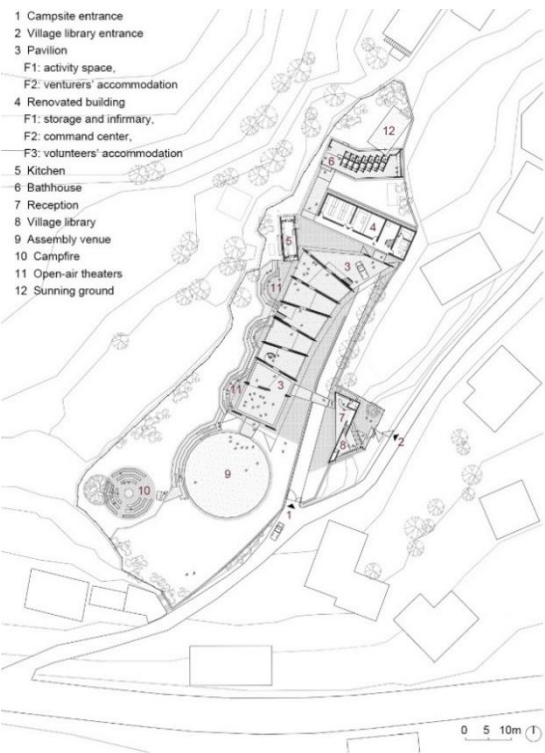 1 Campsite entrance
2 Village library entrance
3 Pavilion
F1: activity space,
F2: venturers' accommodation
4 Renovated building
F1: storage and infirmary,
F2: command center,
F3: volunteers' accommodation
5 Kitchen
6 Bathhouse
7 Reception
8 Village library
9 Assembly venue
10 Campfire
11 Open-air theaters
12 Sunning ground
12
6
4
5
3
11
3
11
7
2
8
9
10
1
0 5 10m